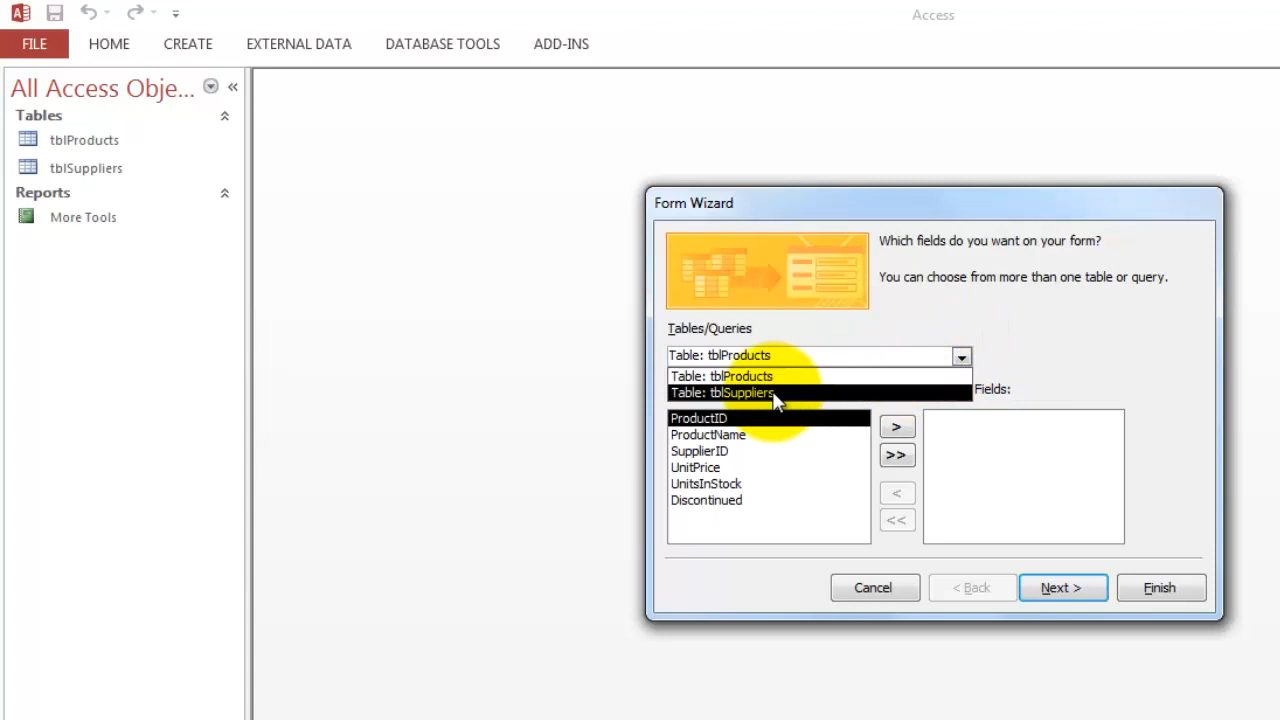 Access
FILE HOME CREATE EXTERNAL DATA DATABASE TOOLS ADD-INS
All Access Obje... «
Tables
tblProducts
tblSuppliers
Reports
More Tools
Form Wizard
Which fields do you want on your form?
You can choose from more than one table or query.
Tables/Queries
Table: tblProducts
Table: tblProducts
Table: tblSuppliers
Fields:
ProductID
ProductName
SupplierID
UnitPrice
UnitsInStock
Discontinued
>
>>
<
<<
Cancel < Back Next > Finish